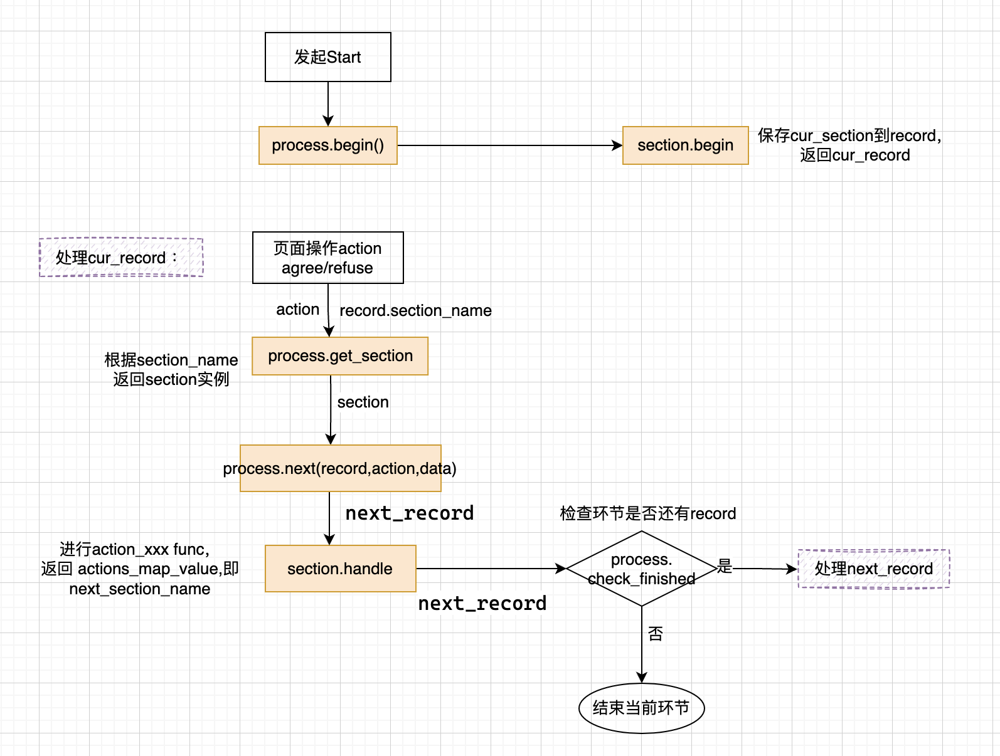 发起Start
process.begin()
section.begin
保存cur_section到record,
返回cur_record
处理cur_record：
页面操作action
agree/refuse
action
record.section_name
process.get_section
根据section_name
返回section实例
section
process.next(record,action,data)
next_record
进行action_xxx func,
返回 actions_map_value,即
next_section_name
section.handle
next_record
检查环节是否还有record
process.
check_finished
是
处理next_record
否
结束当前环节